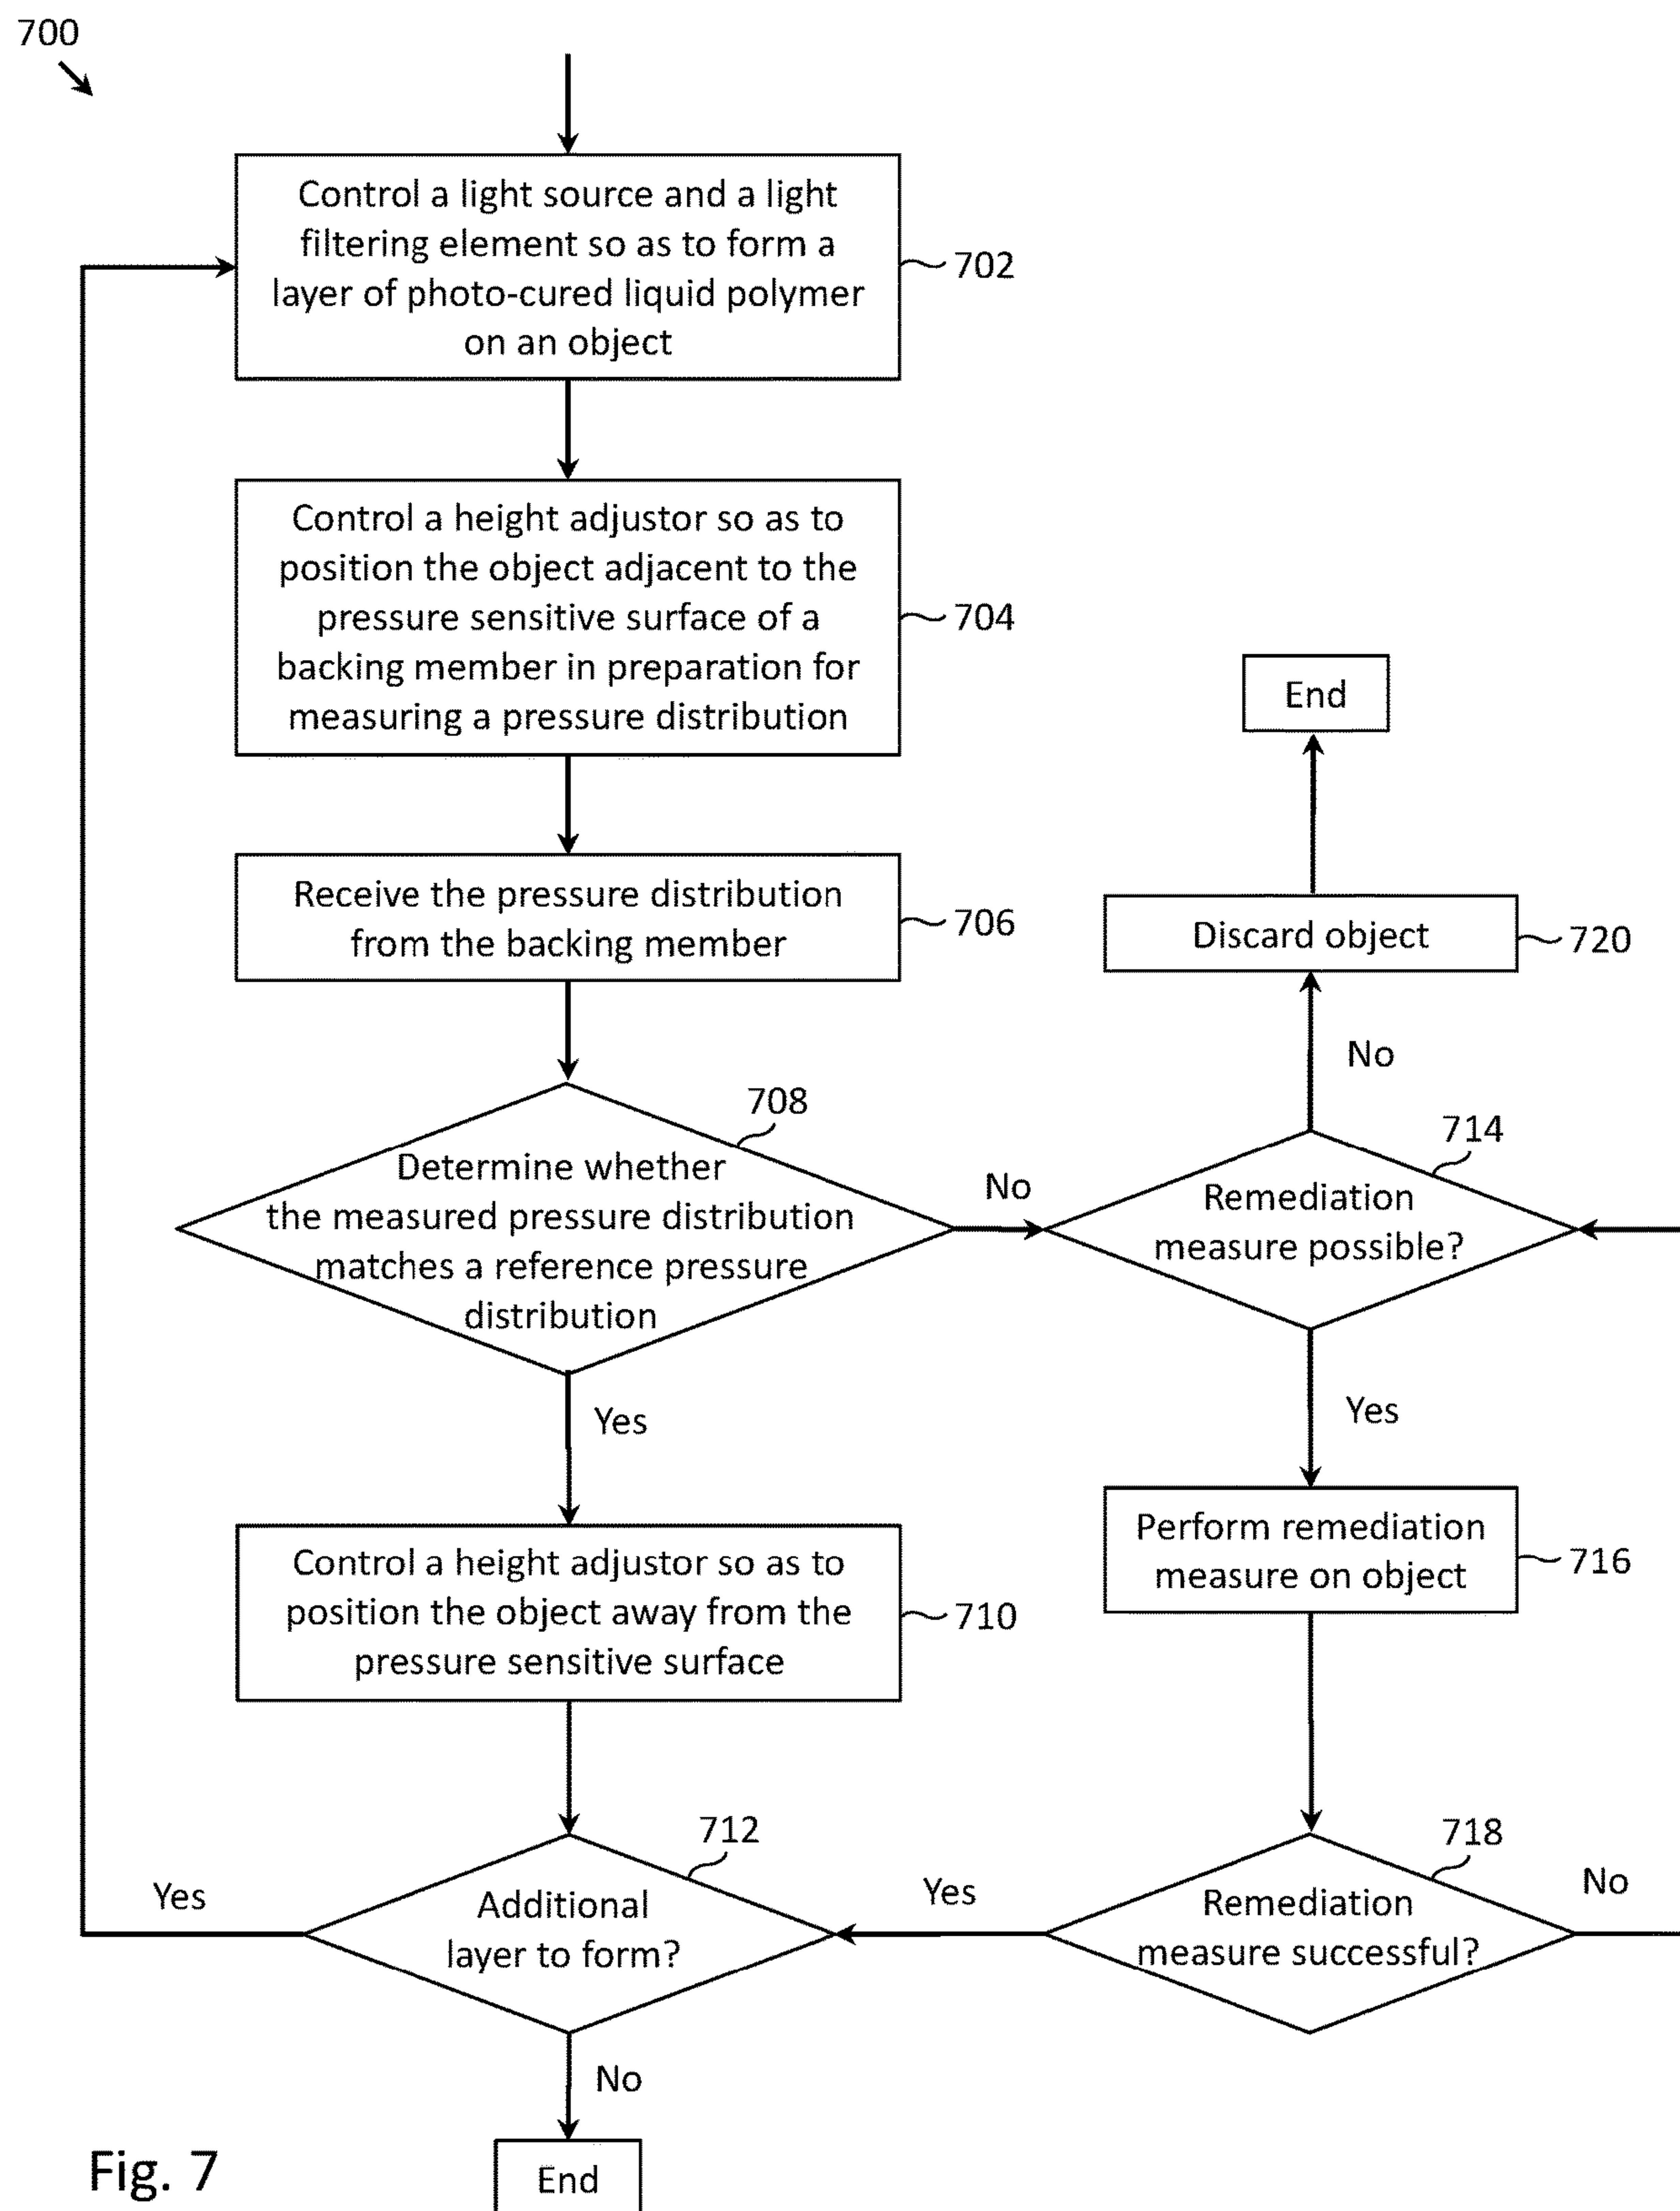 700
Control a light source and a light
filtering element so as to form a
layer of photo-cured liquid polymer
on an object
702
Control a height adjustor so as to
position the object adjacent to the
pressure sensitive surface of a
backing member in preparation for
measuring a pressure distribution
704
Receive the pressure distribution
from the backing member
706
708
Determine whether
the measured pressure distribution
matches a reference pressure
distribution
No
Yes
Control a height adjustor so as to
position the object away from the
pressure sensitive surface
710
712
Additional
layer to form?
Yes
No
End
End
Discard object
720
No
714
Remediation
measure possible?
Yes
Perform remediation
measure on object
716
718
Remediation
measure successful?
Yes
No
Fig. 7